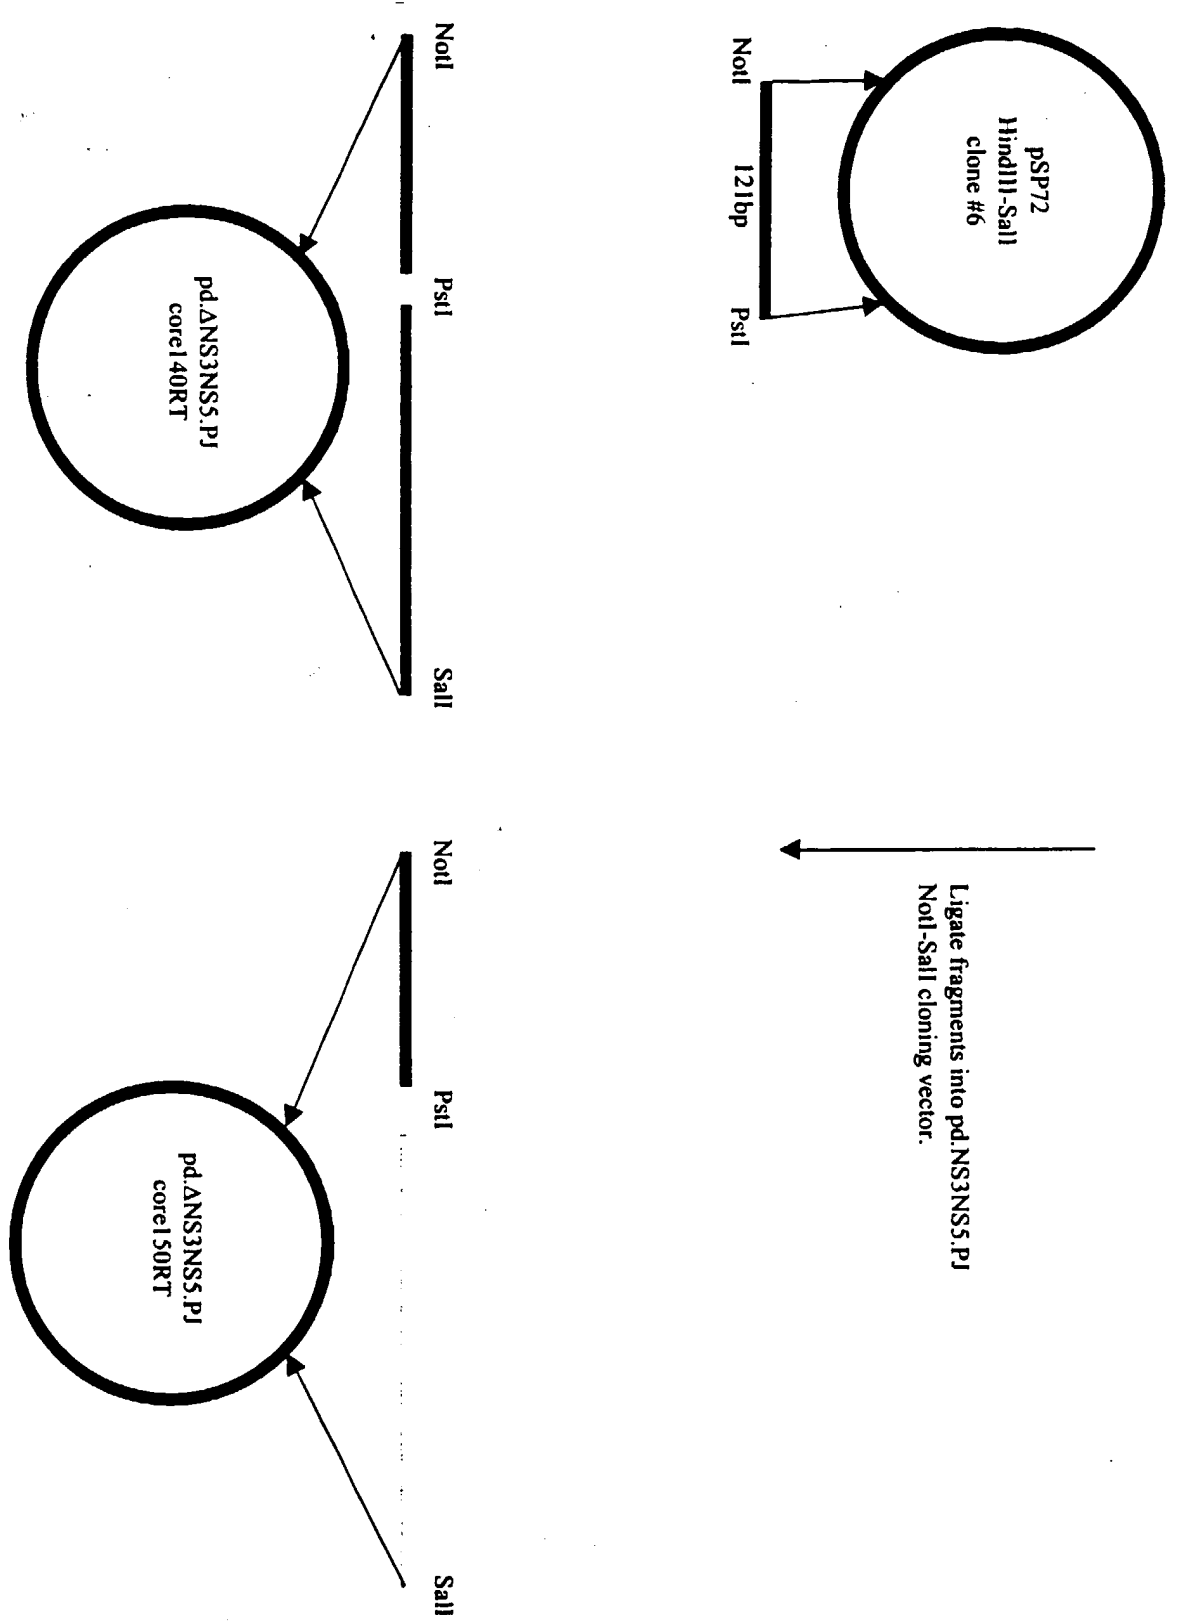 pSP72
HindIII-SalI
clone #6
NotI
121bp
PstI
Ligate fragments into pd.NS3NS5.PJ
NotI-SalI cloning vector.
NotI
PstI
SalI
pd.ΔNS3NS5.PJ
core140RT
NotI
PstI
SalI
pd.ΔNS3NS5.PJ
core150RT